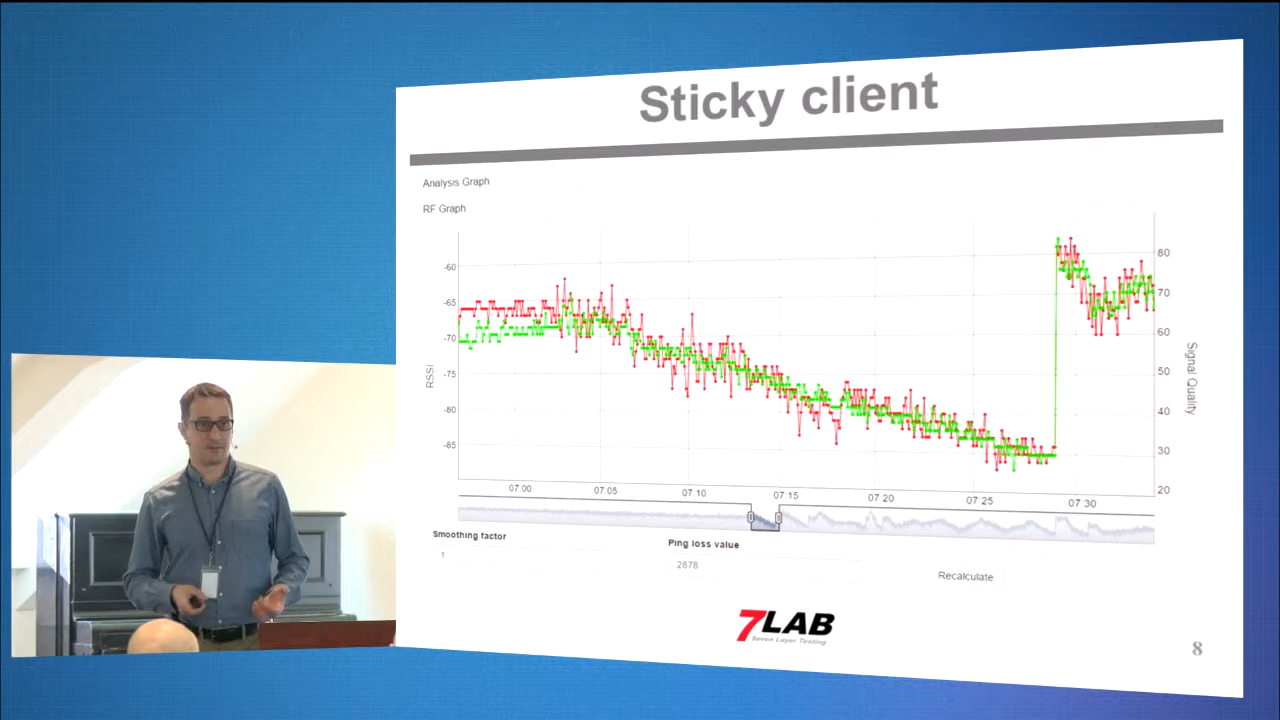 Sticky client
Analysis Graph
RF Graph
-60
-65
-70
-75
-80
-85
RSSI
80
70
60
50
40
30
20
Signal Quality
07 00
07 05
07 10
07 15
07 20
07 25
07 30
Smoothing factor
1
Ping loss value
2878
Recalculate
7LAB
Seven Layer Testing
8